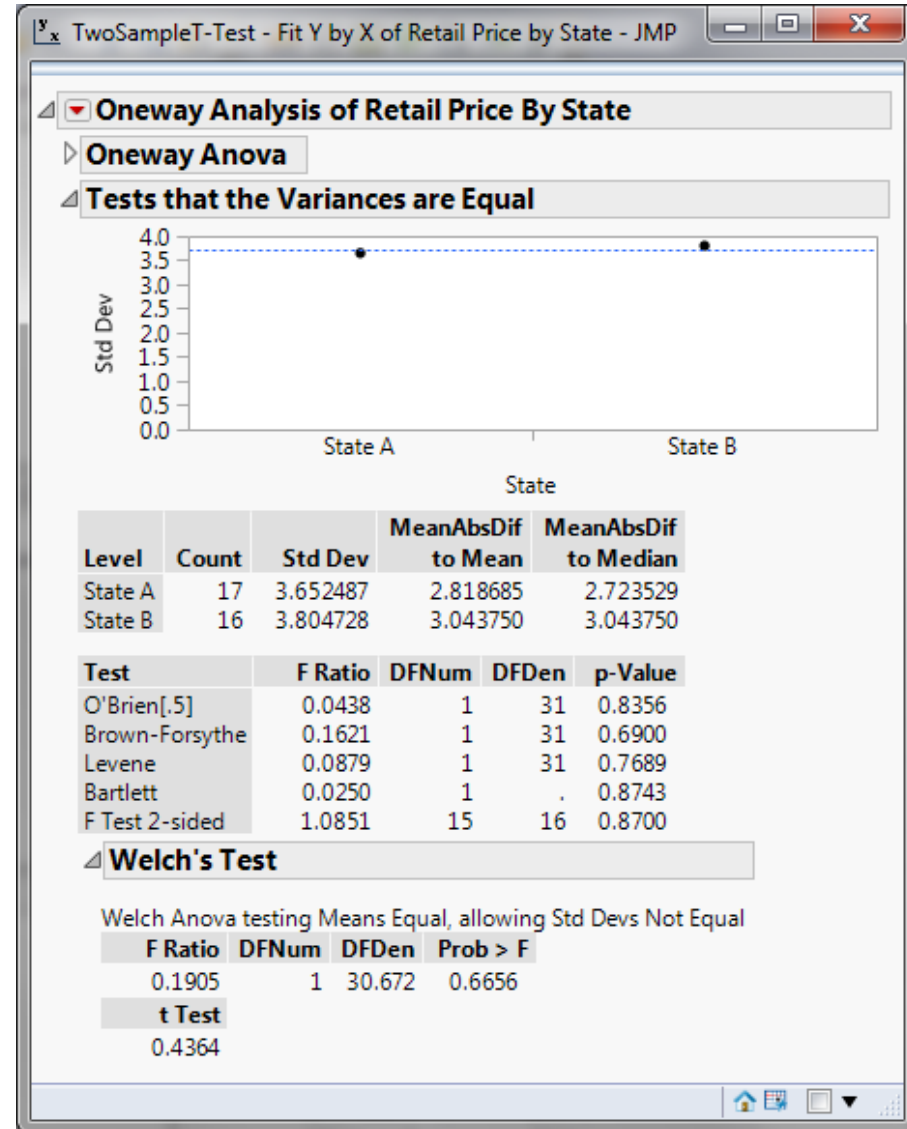 TwoSampleT-Test - Fit Y by X of Retail Price by State - JMP
Oneway Analysis of Retail Price By State
Oneway Anova
Tests that the Variances are Equal
4.0
3.5
3.0
2.5
2.0
1.5
1.0
0.5
0.0
Std Dev
State A State B
State
MeanAbsDif MeanAbsDif
Level Count Std Dev to Mean to Median
State A 17 3.652487 2.818685 2.723529
State B 16 3.804728 3.043750 3.043750
Test F Ratio DFNum DFDen p-Value
O'Brien[.5] 0.0438 1 31 0.8356
Brown-Forsythe 0.1621 1 31 0.6900
Levene 0.0879 1 31 0.7689
Bartlett 0.0250 1 . 0.8743
F Test 2-sided 1.0851 15 16 0.8700
Welch's Test
Welch Anova testing Means Equal, allowing Std Devs Not Equal
F Ratio DFNum DFDen Prob > F
0.1905 1 30.672 0.6656
t Test
0.4364